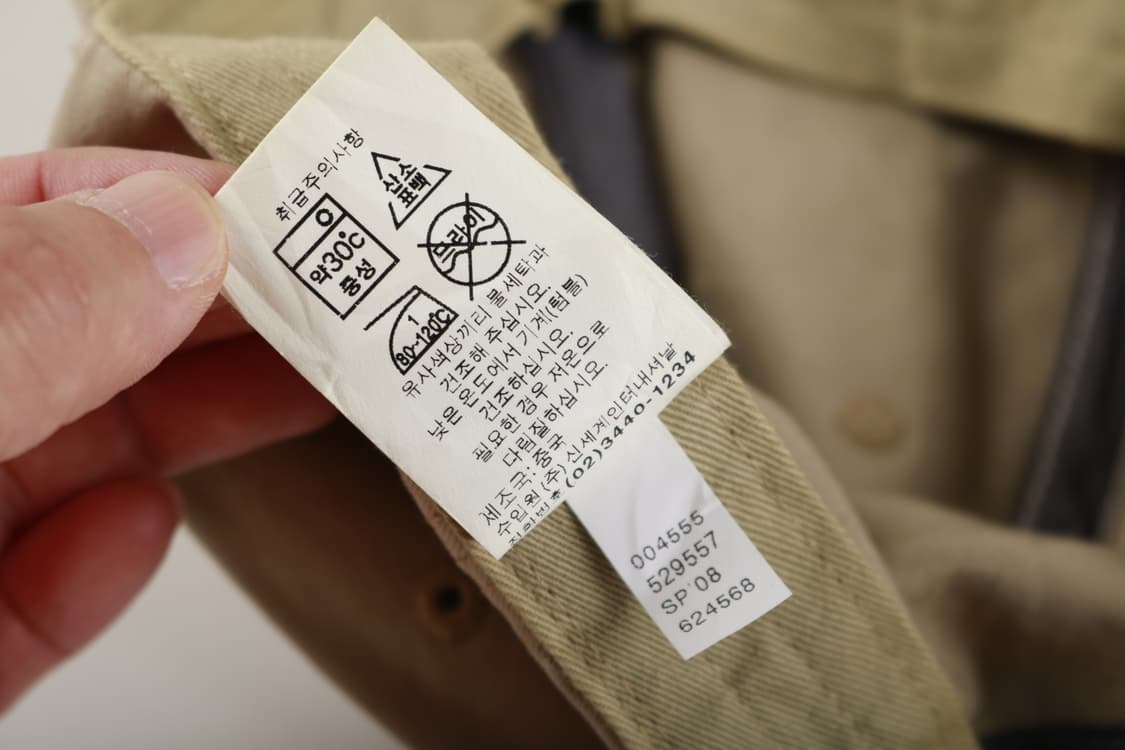 취급주의사항
약30℃
중성
산소
표백
드라이
1
80~120℃
유사색상끼리 물세탁과
건조해 주십시오.
낮은 온도에서 기계(텀블)
건조하십시오.
필요한 경우 저온으로
다림질하십시오
제조국: 중국
수입원 (주) 신세계인터내셔날
전화번호 (02)3440-1234
004555
529557
SP'08
624568